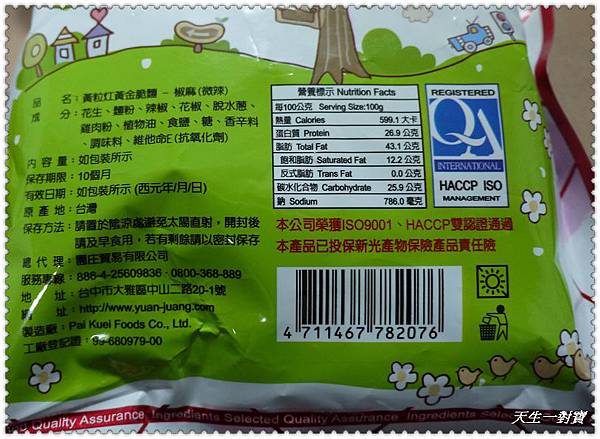 品名：黃粒紅黃金脆麵 - 椒麻(微辣)
成分：花生、麵粉、辣椒、花椒、脫水蔥、
雞肉粉、植物油、食鹽、糖、香辛料
、調味料、維他命E(抗氧化劑)
內容量：如包裝所示
保存期限：10個月
有效日期：如包裝所示 (西元年/月/日)
原產地：台灣
保存方法：請置於陰涼處避免太陽直射，開封後
請及早食用，若有剩餘請以密封保存
總代理：園庄貿易有限公司
服務專線：886-4-25609836、0800-368-889
地址：台中市大雅區中山二路20-1號
網址：http://www.yuan-juang.com
製造廠：Pai Kuei Foods Co., Ltd.
工廠登記證：99-680979-00
營養標示 Nutrition Facts
每100公克 Serving Size:100g
熱量 Calories 599.1 大卡
蛋白質 Protein 26.9 公克
脂肪 Total Fat 43.1 公克
飽和脂肪 Saturated Fat 12.2 公克
反式脂肪 Trans Fat 0.0 公克
碳水化合物 Carbohydrate 25.9 公克
鈉 Sodium 786.0 毫克
REGISTERED
QA
INTERNATIONAL
HACCP ISO
MANAGEMENT
本公司榮獲ISO9001、HACCP雙認證通過
本產品已投保新光產物保險產品責任險
4 711467 782076
Quality Assurance
Ingredients Selected Quality Assurance
天生一對寶